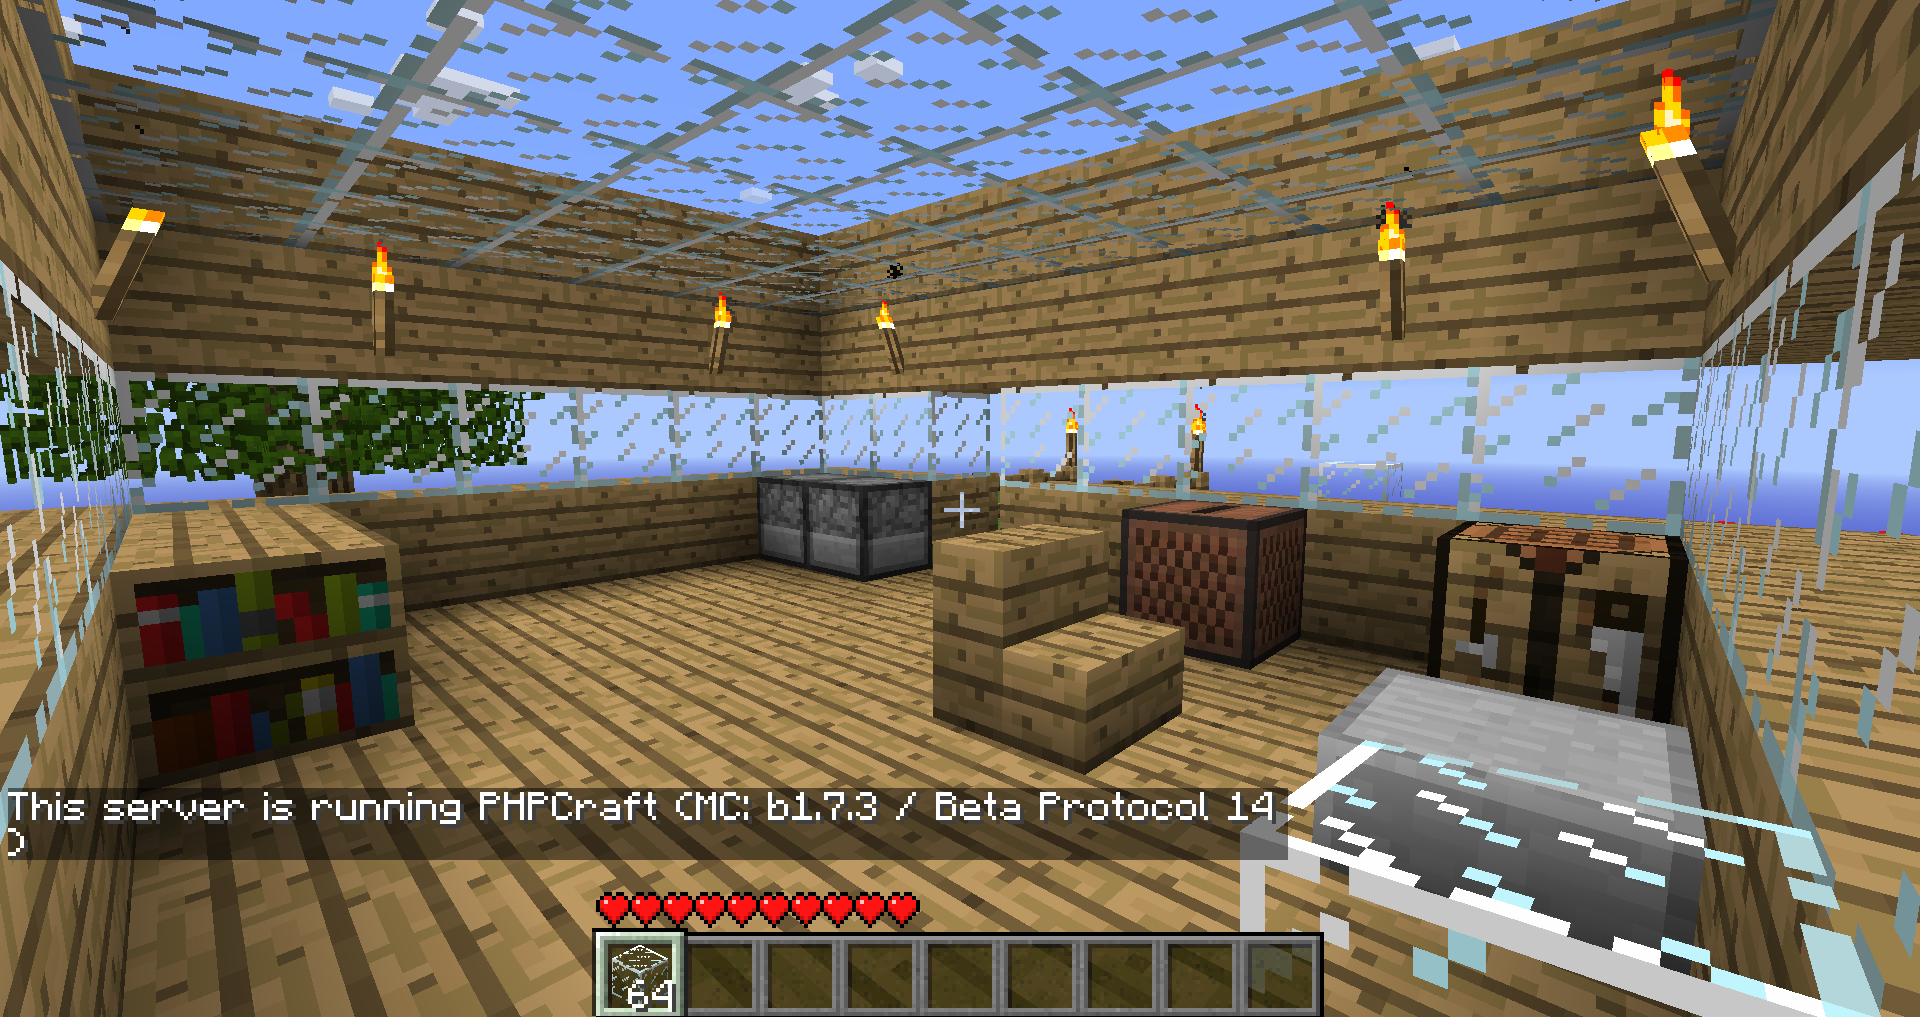 This server is running PHPCraft (MC: b1.7.3 / Beta Protocol 14
)
64